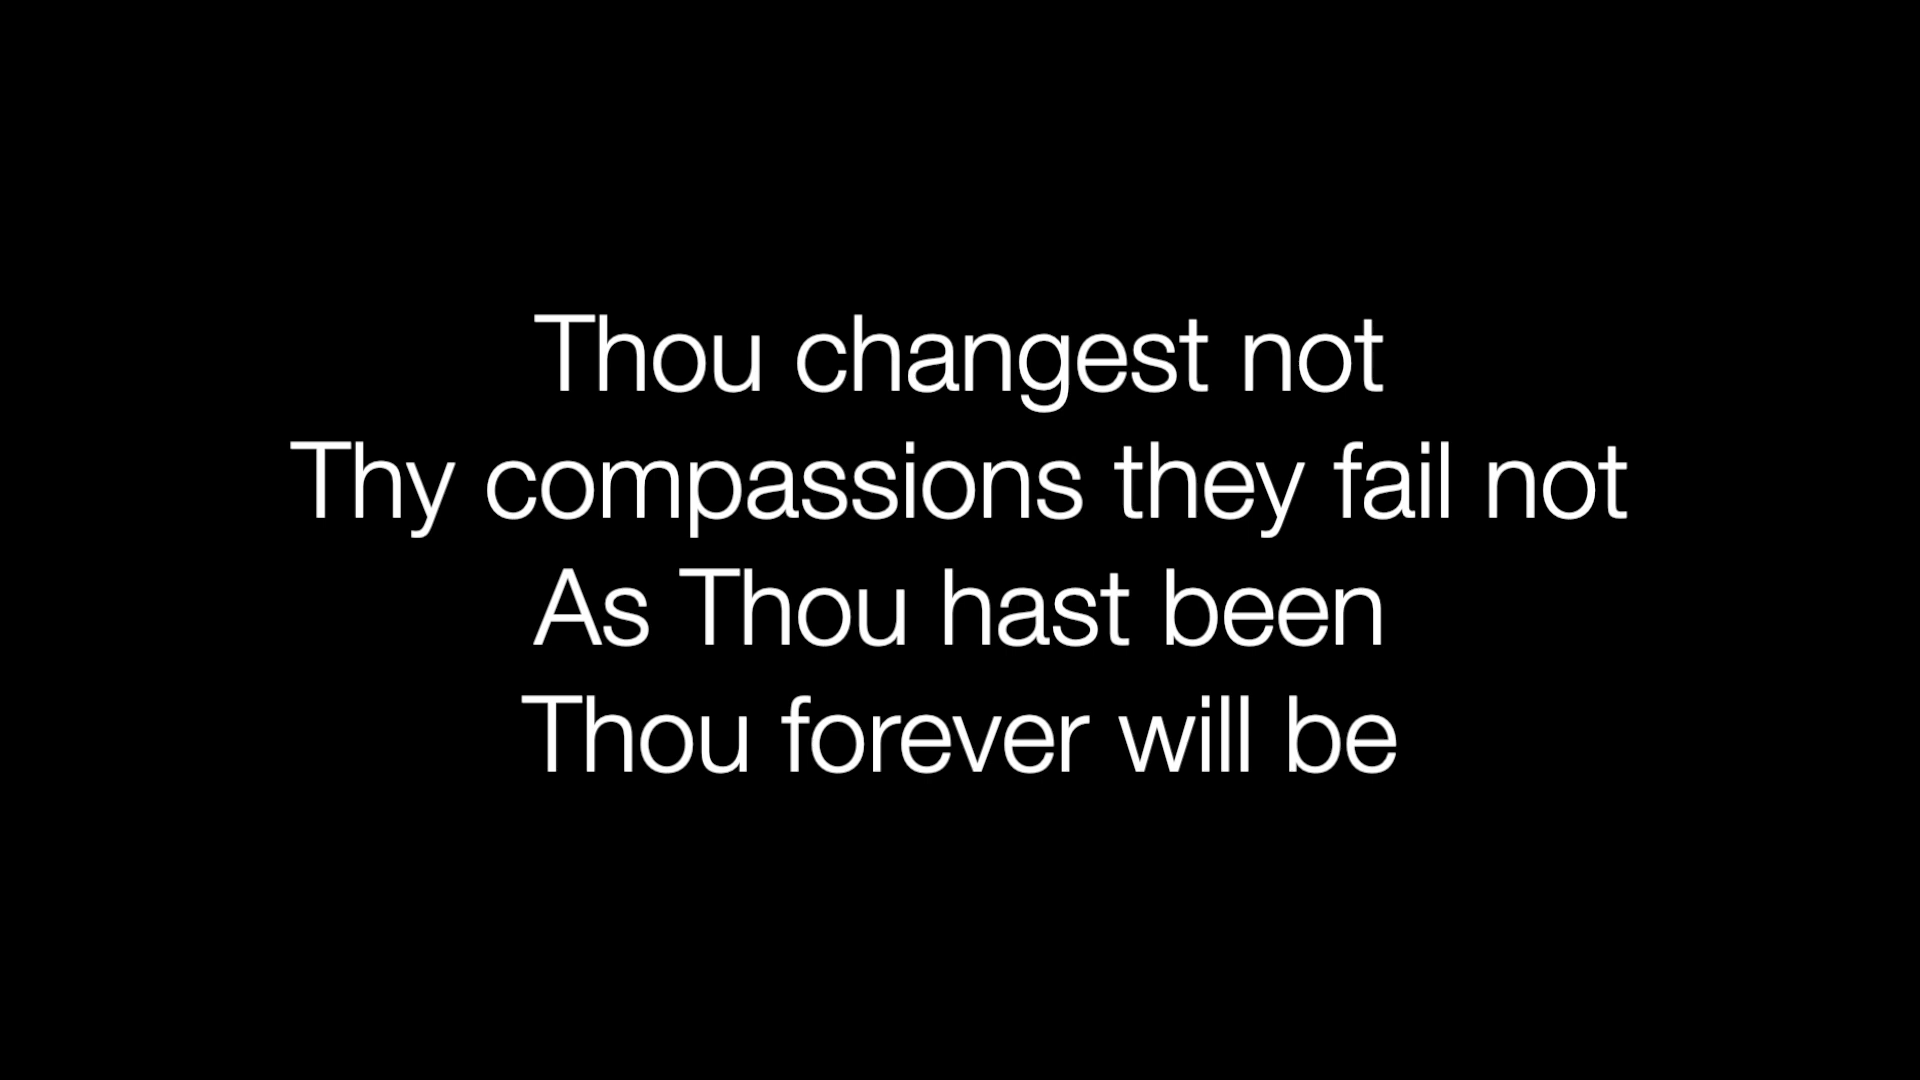 Thou changest not
Thy compassions they fail not
As Thou hast been
Thou forever will be